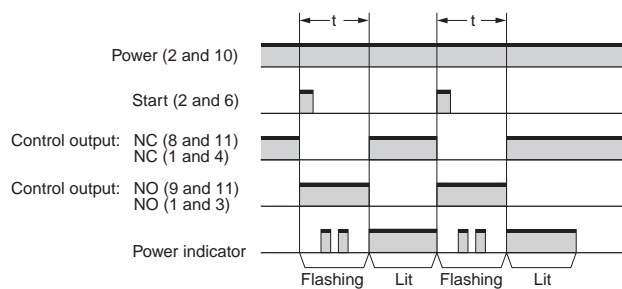 t t
Power (2 and 10)
Start (2 and 6)
Control output: NC (8 and 11)
NC (1 and 4)
Control output: NO (9 and 11)
NO (1 and 3)
Power indicator
Flashing Lit Flashing Lit